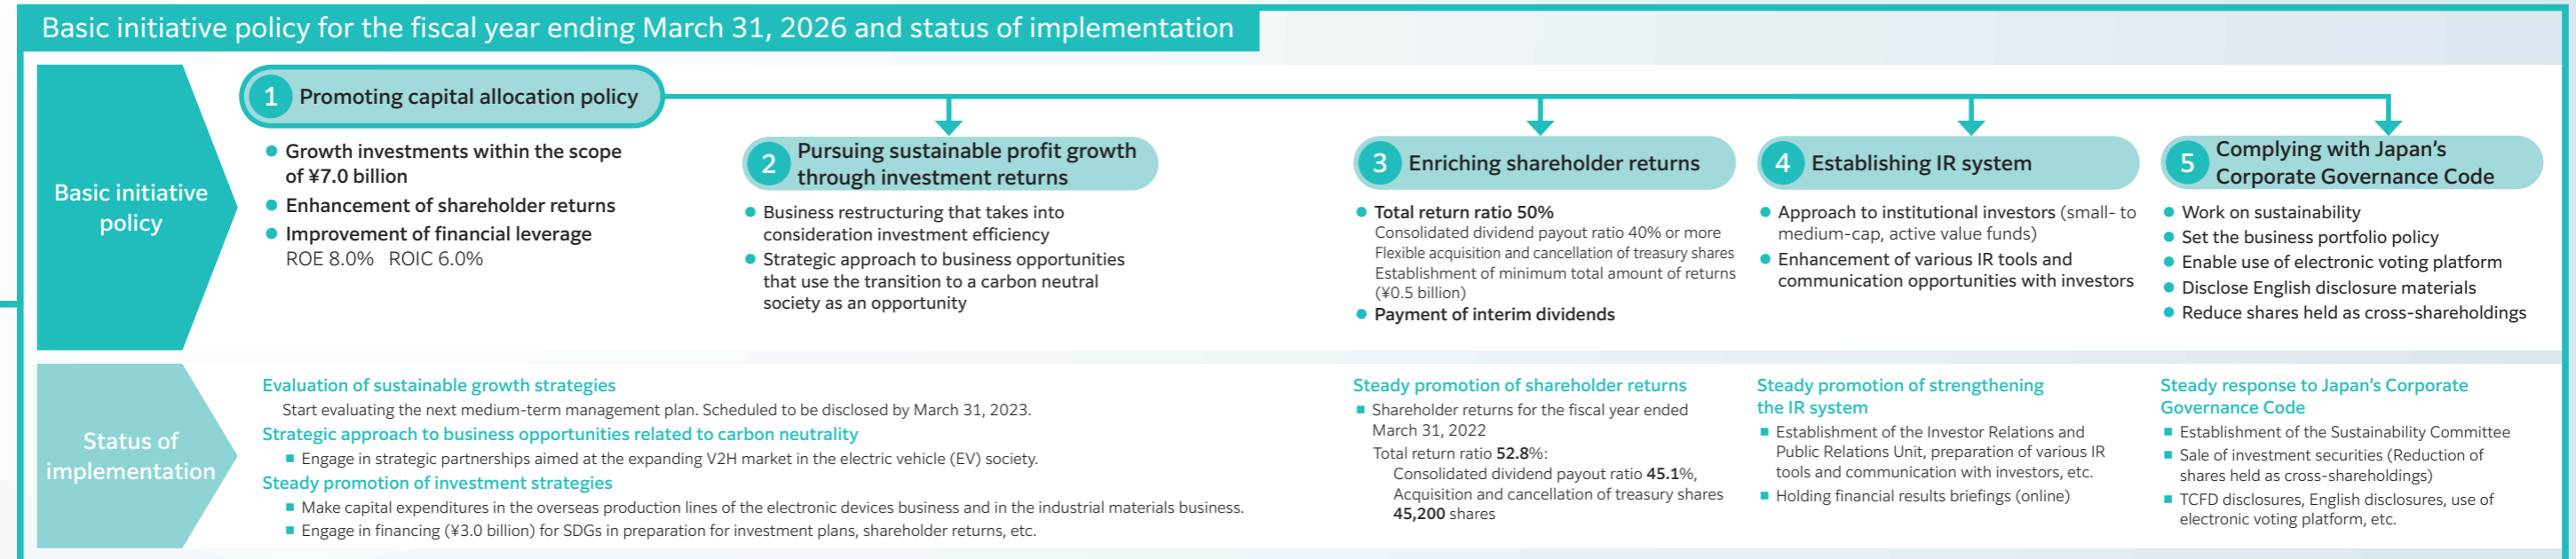 Basic initiative policy for the fiscal year ending March 31, 2026 and status of implementation
Basic initiative
policy
1 Promoting capital allocation policy
● Growth investments within the scope
of ¥7.0 billion
● Enhancement of shareholder returns
● Improvement of financial leverage
ROE 8.0% ROIC 6.0%
2 Pursuing sustainable profit growth
through investment returns
● Business restructuring that takes into
consideration investment efficiency
● Strategic approach to business opportunities
that use the transition to a carbon neutral
society as an opportunity
3 Enriching shareholder returns
● Total return ratio 50%
Consolidated dividend payout ratio 40% or more
Flexible acquisition and cancellation of treasury shares
Establishment of minimum total amount of returns
(¥0.5 billion)
● Payment of interim dividends
4 Establishing IR system
● Approach to institutional investors (small- to
medium-cap, active value funds)
● Enhancement of various IR tools and
communication opportunities with investors
5 Complying with Japan's
Corporate Governance Code
● Work on sustainability
● Set the business portfolio policy
● Enable use of electronic voting platform
● Disclose English disclosure materials
● Reduce shares held as cross-shareholdings
Status of
implementation
Evaluation of sustainable growth strategies
Start evaluating the next medium-term management plan. Scheduled to be disclosed by March 31, 2023.
Strategic approach to business opportunities related to carbon neutrality
■ Engage in strategic partnerships aimed at the expanding V2H market in the electric vehicle (EV) society.
Steady promotion of investment strategies
■ Make capital expenditures in the overseas production lines of the electronic devices business and in the industrial materials business.
■ Engage in financing (¥3.0 billion) for SDGs in preparation for investment plans, shareholder returns, etc.
Steady promotion of shareholder returns
■ Shareholder returns for the fiscal year ended
March 31, 2022
Total return ratio 52.8%:
Consolidated dividend payout ratio 45.1%,
Acquisition and cancellation of treasury shares
45,200 shares
Steady promotion of strengthening
the IR system
■ Establishment of the Investor Relations and
Public Relations Unit, preparation of various IR
tools and communication with investors, etc.
■ Holding financial results briefings (online)
Steady response to Japan's Corporate
Governance Code
■ Establishment of the Sustainability Committee
■ Sale of investment securities (Reduction of
shares held as cross-shareholdings)
■ TCFD disclosures, English disclosures, use of
electronic voting platform, etc.